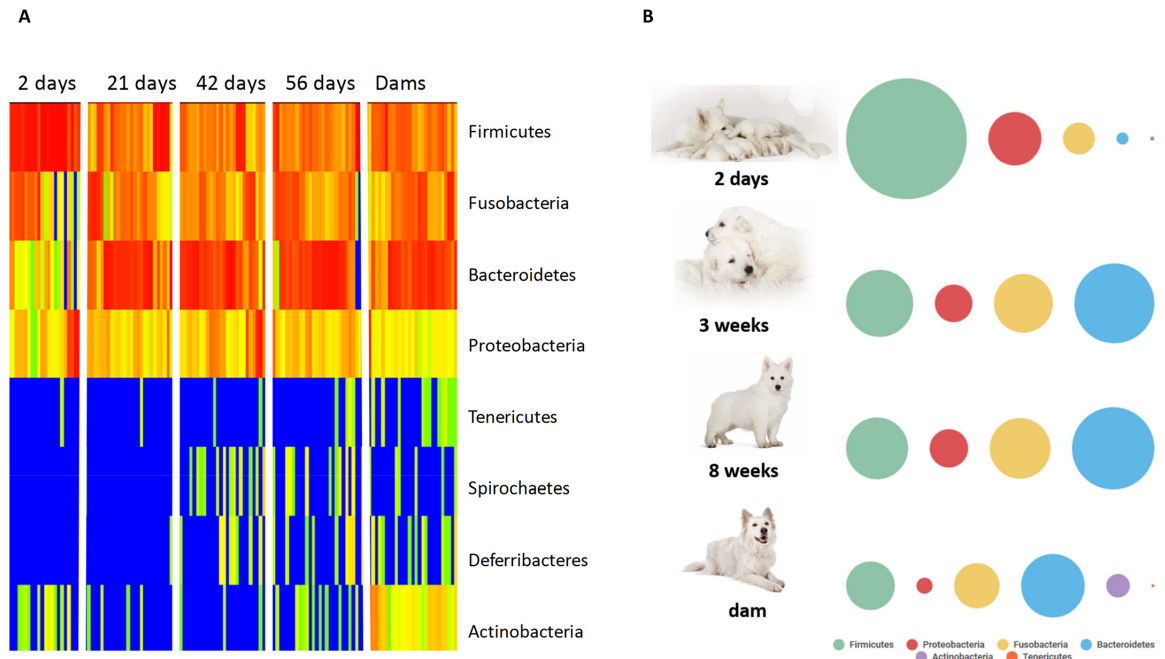 A
2 days 21 days 42 days 56 days Dams
Firmicutes
Fusobacteria
Bacteroidetes
Proteobacteria
Tenericutes
Spirochaetes
Deferribacteres
Actinobacteria
B
2 days
3 weeks
8 weeks
dam
Firmicutes Proteobacteria Fusobacteria Bacteroidetes
Actinobacteria Tenericutes